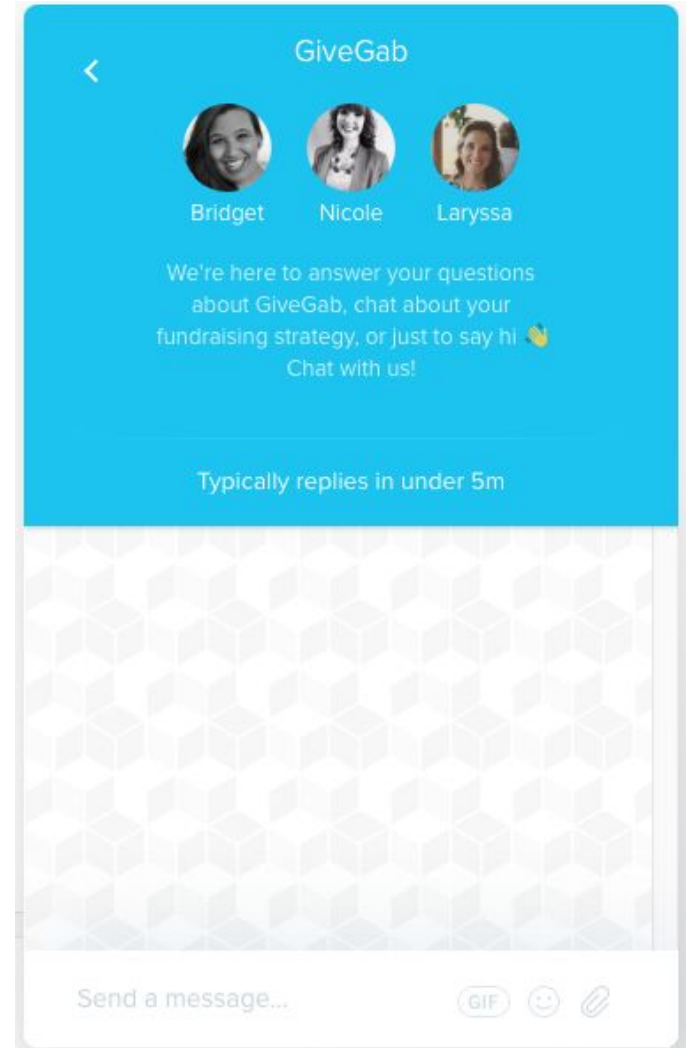 GiveGab
Bridget Nicole Laryssa
We're here to answer your questions
about GiveGab, chat about your
fundraising strategy, or just to say hi 👋
Chat with us!
Typically replies in under 5m
Send a message... GIF